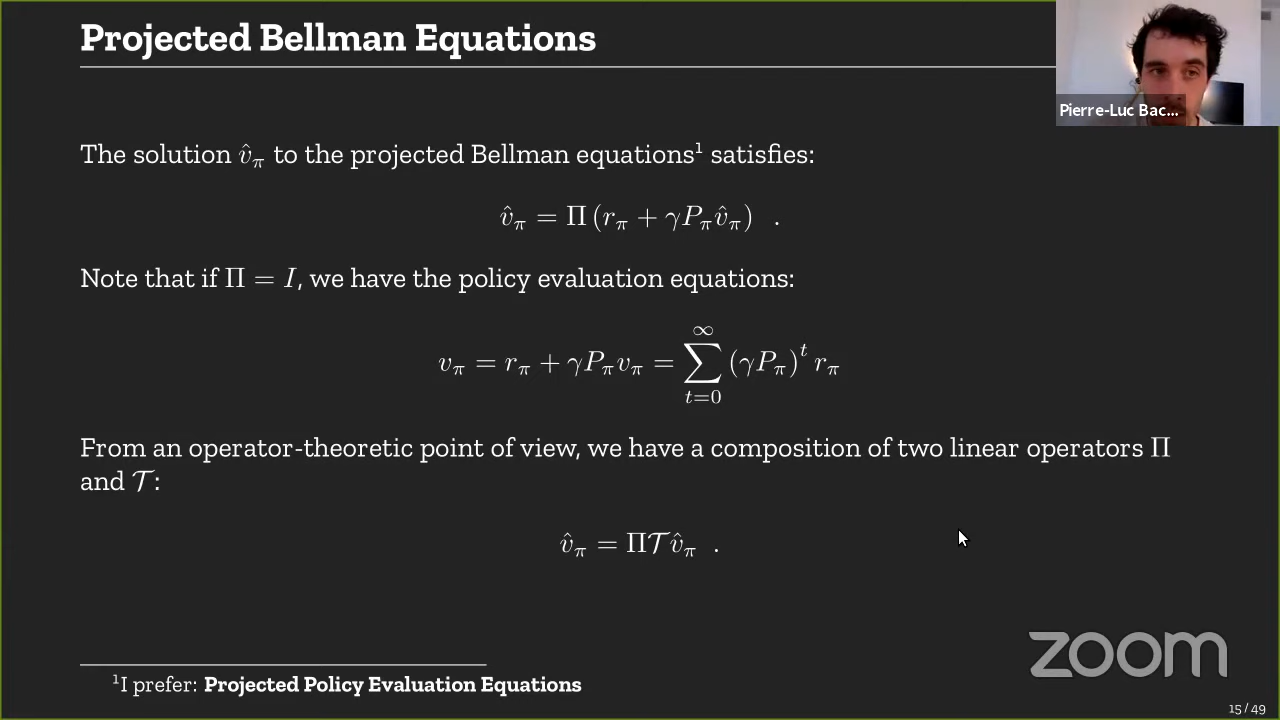 Projected Bellman Equations
Pierre-Luc Bac...
The solution v̂_π to the projected Bellman equations¹ satisfies:
v̂_π = Π (r_π + γP_π v̂_π) .
Note that if Π = I, we have the policy evaluation equations:
v_π = r_π + γP_π v_π = ∑_{t=0}^{∞} (γP_π)^t r_π
From an operator-theoretic point of view, we have a composition of two linear operators Π
and 𝒯:
v̂_π = Π𝒯v̂_π .
zoom
¹I prefer: Projected Policy Evaluation Equations
15 / 49